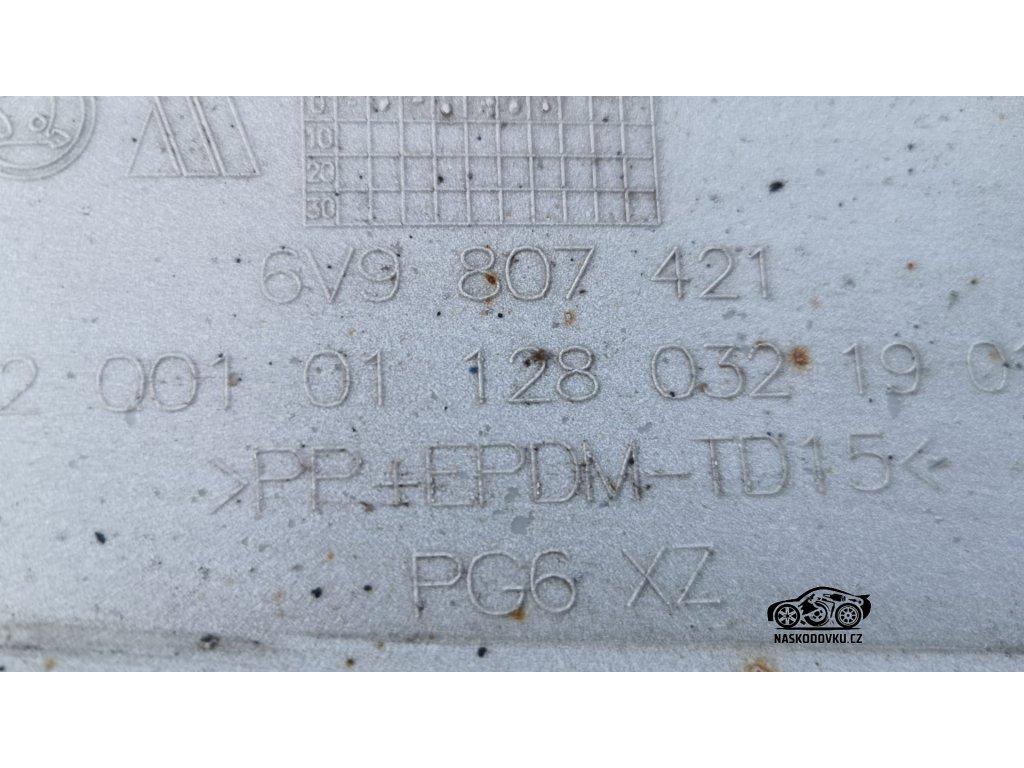 0
10
20
30
6V9 807 421
2 001 01 128 032 19 01
>PP.+EPDM-TD15<
PG6 XZ
NASKODOVKU.CZ